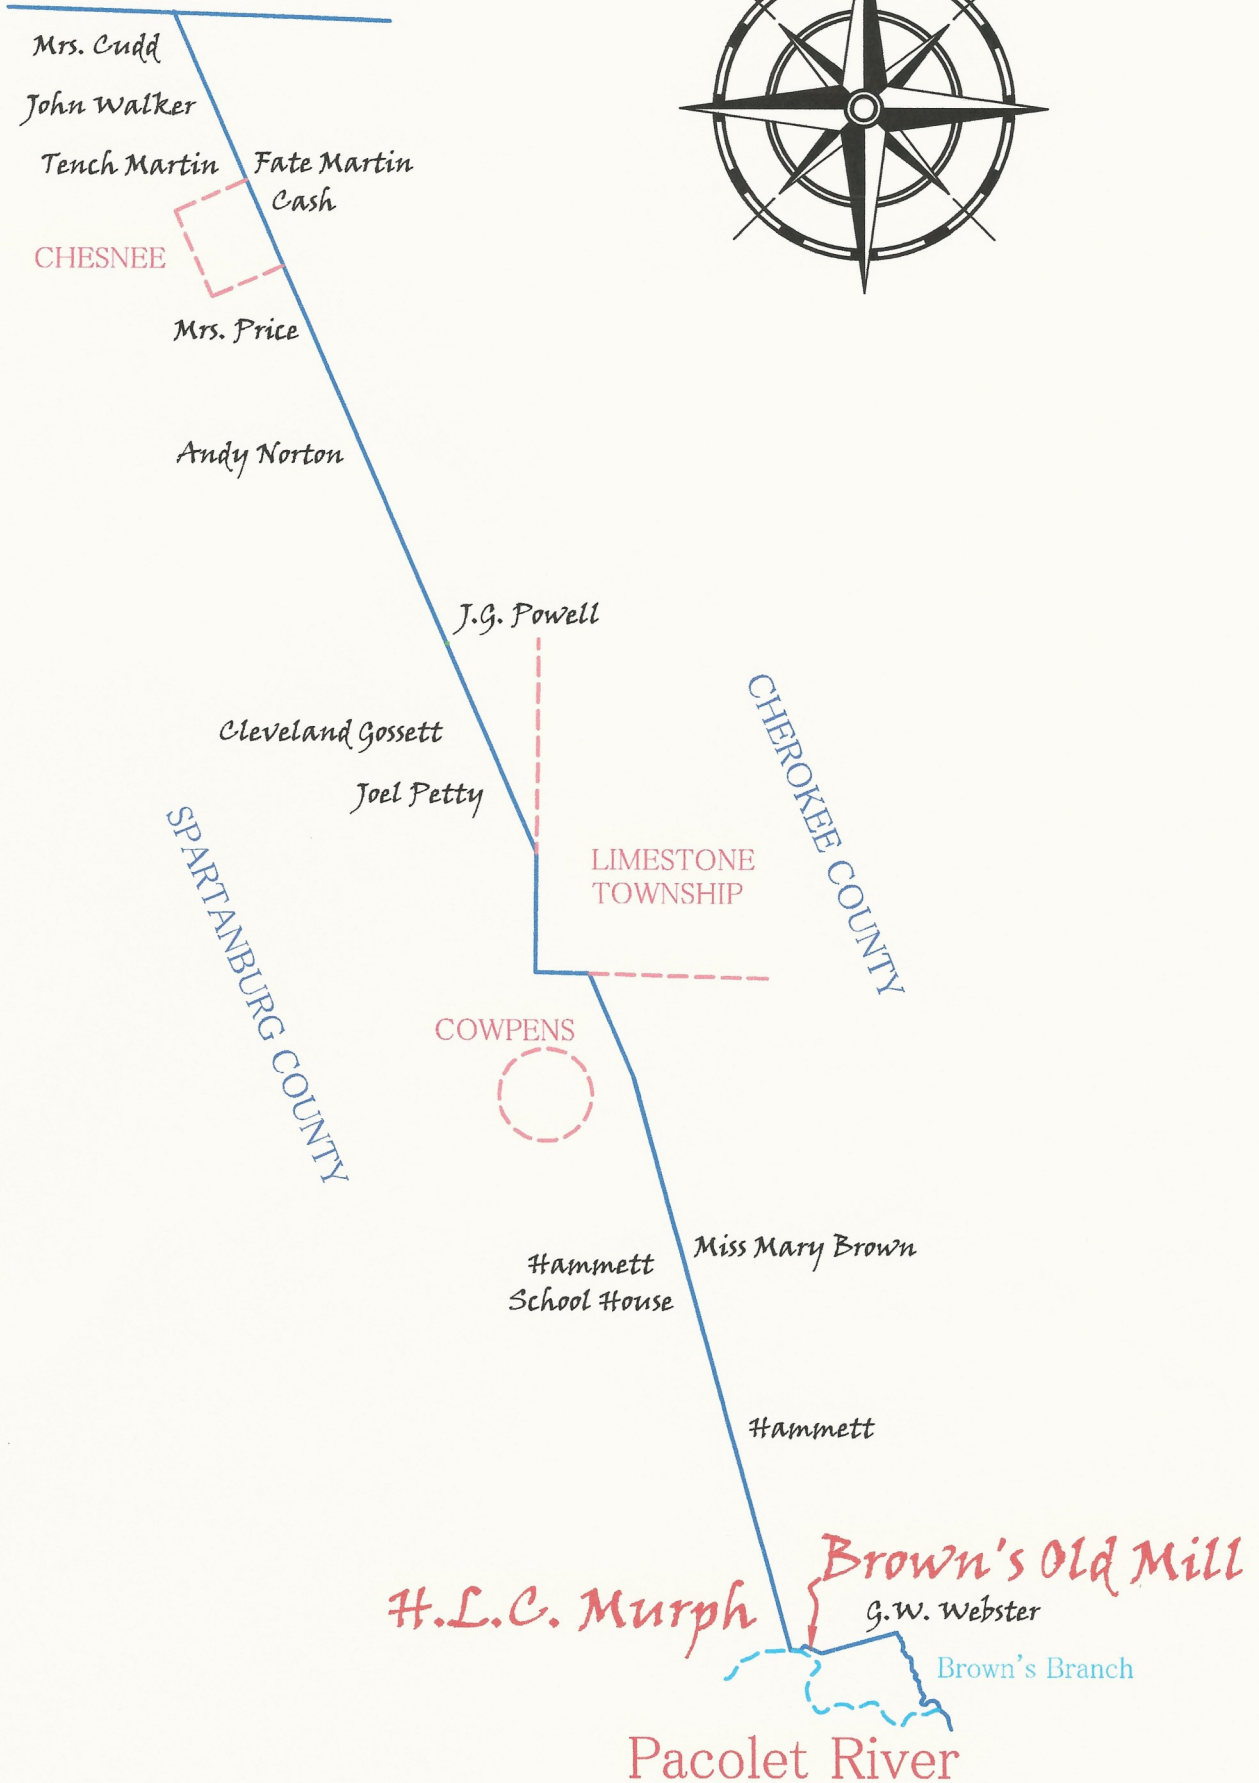 Mrs. Cudd
John Walker
Tench Martin
Fate Martin
Cash
CHESNEE
Mrs. Price
Andy Norton
J.G. Powell
Cleveland Gossett
Joel Petty
CHEROKEE COUNTY
SPARTANBURG COUNTY
LIMESTONE
TOWNSHIP
COWPENS
Miss Mary Brown
Hammett
School House
Hammett
Brown's Old Mill
H.L.C. Murph
G.W. Webster
Brown's Branch
Pacolet River